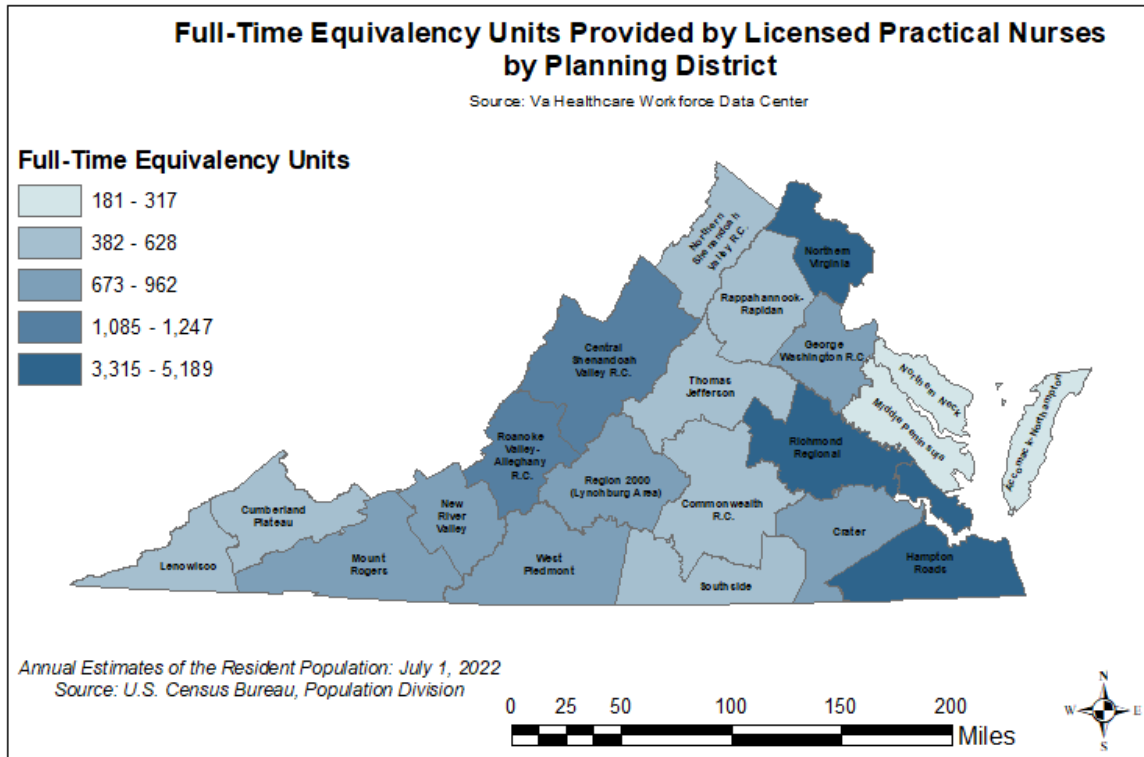 Full-Time Equivalency Units Provided by Licensed Practical Nurses
by Planning District
Source: Va Healthcare Workforce Data Center
Full-Time Equivalency Units
181 - 317
382 - 628
673 - 962
1,085 - 1,247
3,315 - 5,189
Northern
Shenandoah
Valley R.C.
Northern
Virginia
Rappahannock-
Rapidan
Central
Shenandoah
Valley R.C.
George
Washington R.C.
Northern Neck
Thomas
Jefferson
Middle Peninsula
Accomack-Northampton
Roanoke
Valley-
Alleghany
R.C.
Richmond
Regional
Region 2000
(Lynchburg Area)
Cumberland
Plateau
New
River
Valley
Commonwealth
R.C.
Crater
Lenowisco
Mount
Rogers
West
Piedmont
Hampton
Roads
Southside
Annual Estimates of the Resident Population: July 1, 2022
Source: U.S. Census Bureau, Population Division
0 25 50 100 150 200
Miles
N
W E
S